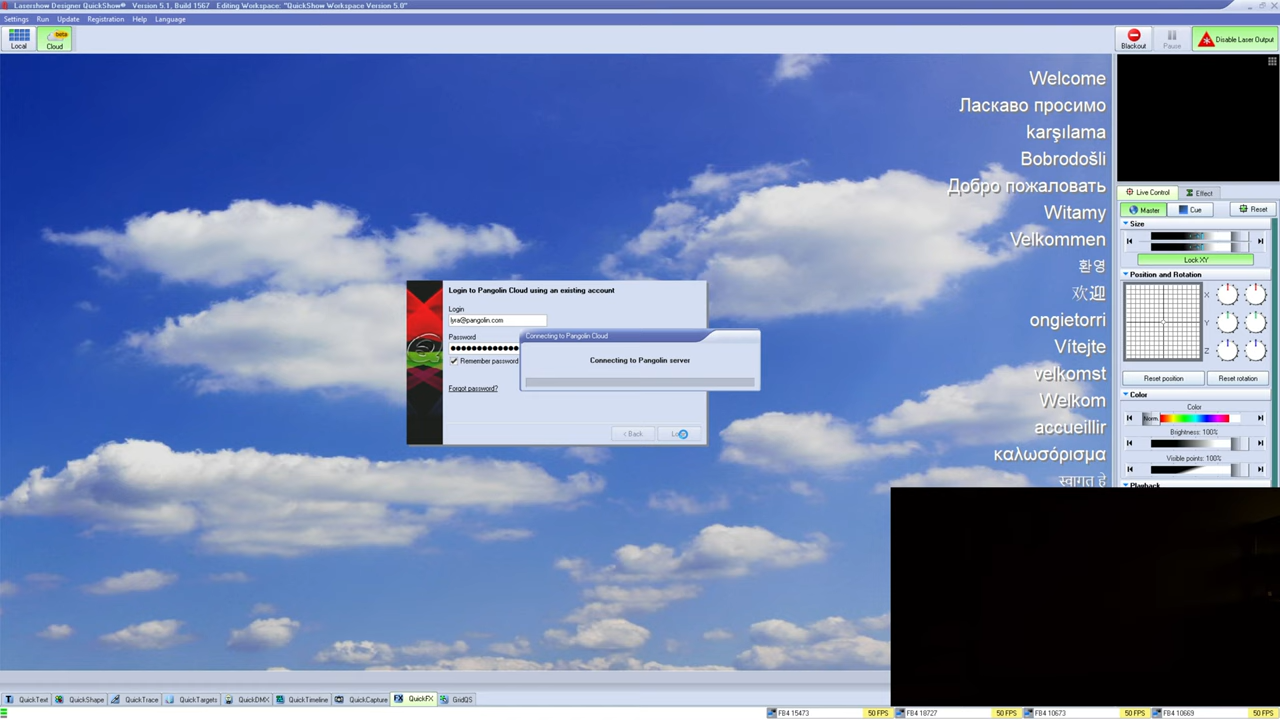 Lasershow Designer QuickShow® Version 5.1, Build 1567 Editing Workspace: "QuickShow Workspace Version 5.0"
Settings Run Update Registration Help Language
Local
beta
Cloud
Blackout
Pause
Disable Laser Output
Welcome
Ласкаво просимо
karşılama
Bobrodošli
Добро пожаловать
Witamy
Velkommen
환영
欢迎
ongietorri
Vítejte
velkomst
Welkom
accueillir
καλωσόρισμα
स्वागत हे
Login to Pangolin Cloud using an existing account
Login
lyra@pangolin.com
Password
Remember password
Forgot password?
< Back
Connecting to Pangolin Cloud
Connecting to Pangolin server
Live Control Effect
Master Cue Reset
Size
Lock XY
Position and Rotation
X
Y
Z
Reset position Reset rotation
Color
Color
Norm.
Brightness: 100%
Visible points: 100%
Playback
QuickText QuickShape QuickTrace QuickTargets QuickDMX QuickTimeline QuickCapture FX QuickFX GridQS
FB4 15473 50 FPS FB4 18727 50 FPS FB4 10673 50 FPS FB4 10669 50 FPS